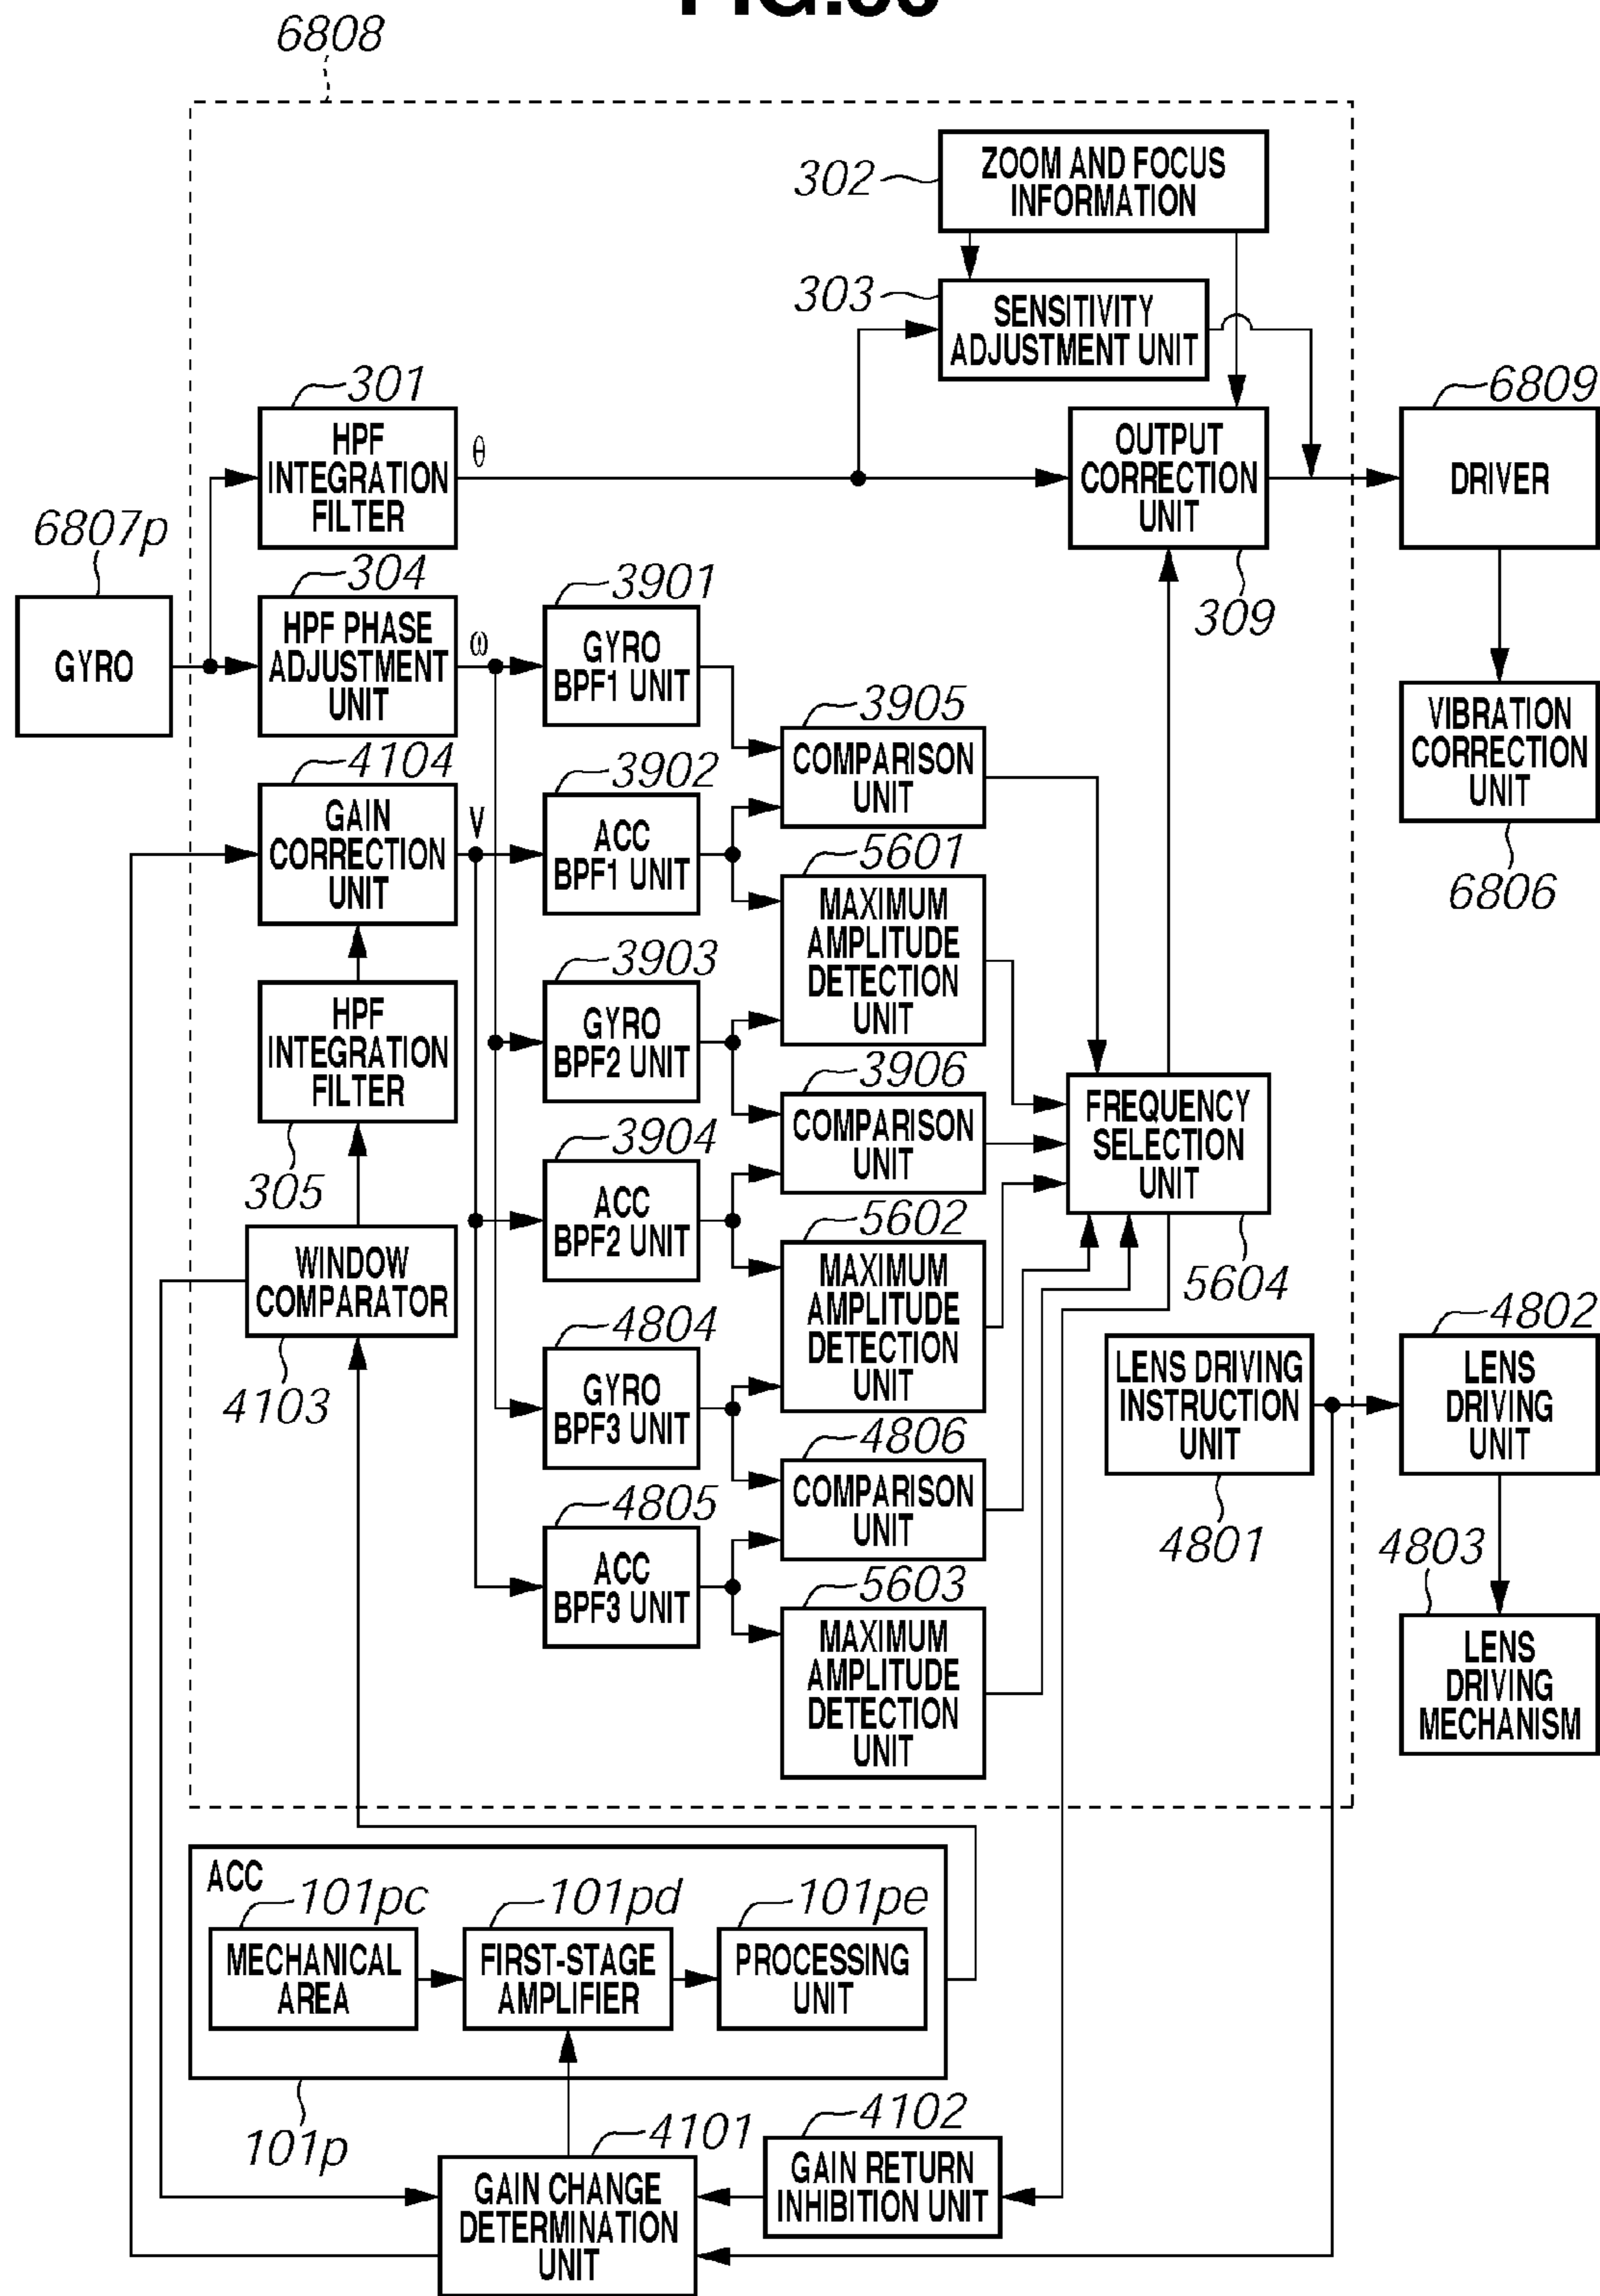 6808
302
ZOOM AND FOCUS
INFORMATION
303
SENSITIVITY
ADJUSTMENT UNIT
301
HPF
INTEGRATION
FILTER
θ
OUTPUT
CORRECTION
UNIT
309
6809
DRIVER
6807p
GYRO
304
HPF PHASE
ADJUSTMENT
UNIT
ω
3901
GYRO
BPF1 UNIT
3905
COMPARISON
UNIT
VIBRATION
CORRECTION
UNIT
6806
4104
GAIN
CORRECTION
UNIT
V
3902
ACC
BPF1 UNIT
5601
MAXIMUM
AMPLITUDE
DETECTION
UNIT
HPF
INTEGRATION
FILTER
305
3903
GYRO
BPF2 UNIT
3906
COMPARISON
UNIT
FREQUENCY
SELECTION
UNIT
5604
3904
ACC
BPF2 UNIT
5602
MAXIMUM
AMPLITUDE
DETECTION
UNIT
WINDOW
COMPARATOR
4103
4804
GYRO
BPF3 UNIT
4806
COMPARISON
UNIT
LENS DRIVING
INSTRUCTION
UNIT
4801
4802
LENS
DRIVING
UNIT
4805
ACC
BPF3 UNIT
5603
MAXIMUM
AMPLITUDE
DETECTION
UNIT
4803
LENS
DRIVING
MECHANISM
ACC
101pc
MECHANICAL
AREA
101pd
FIRST-STAGE
AMPLIFIER
101pe
PROCESSING
UNIT
101p
4101
GAIN CHANGE
DETERMINATION
UNIT
4102
GAIN RETURN
INHIBITION UNIT